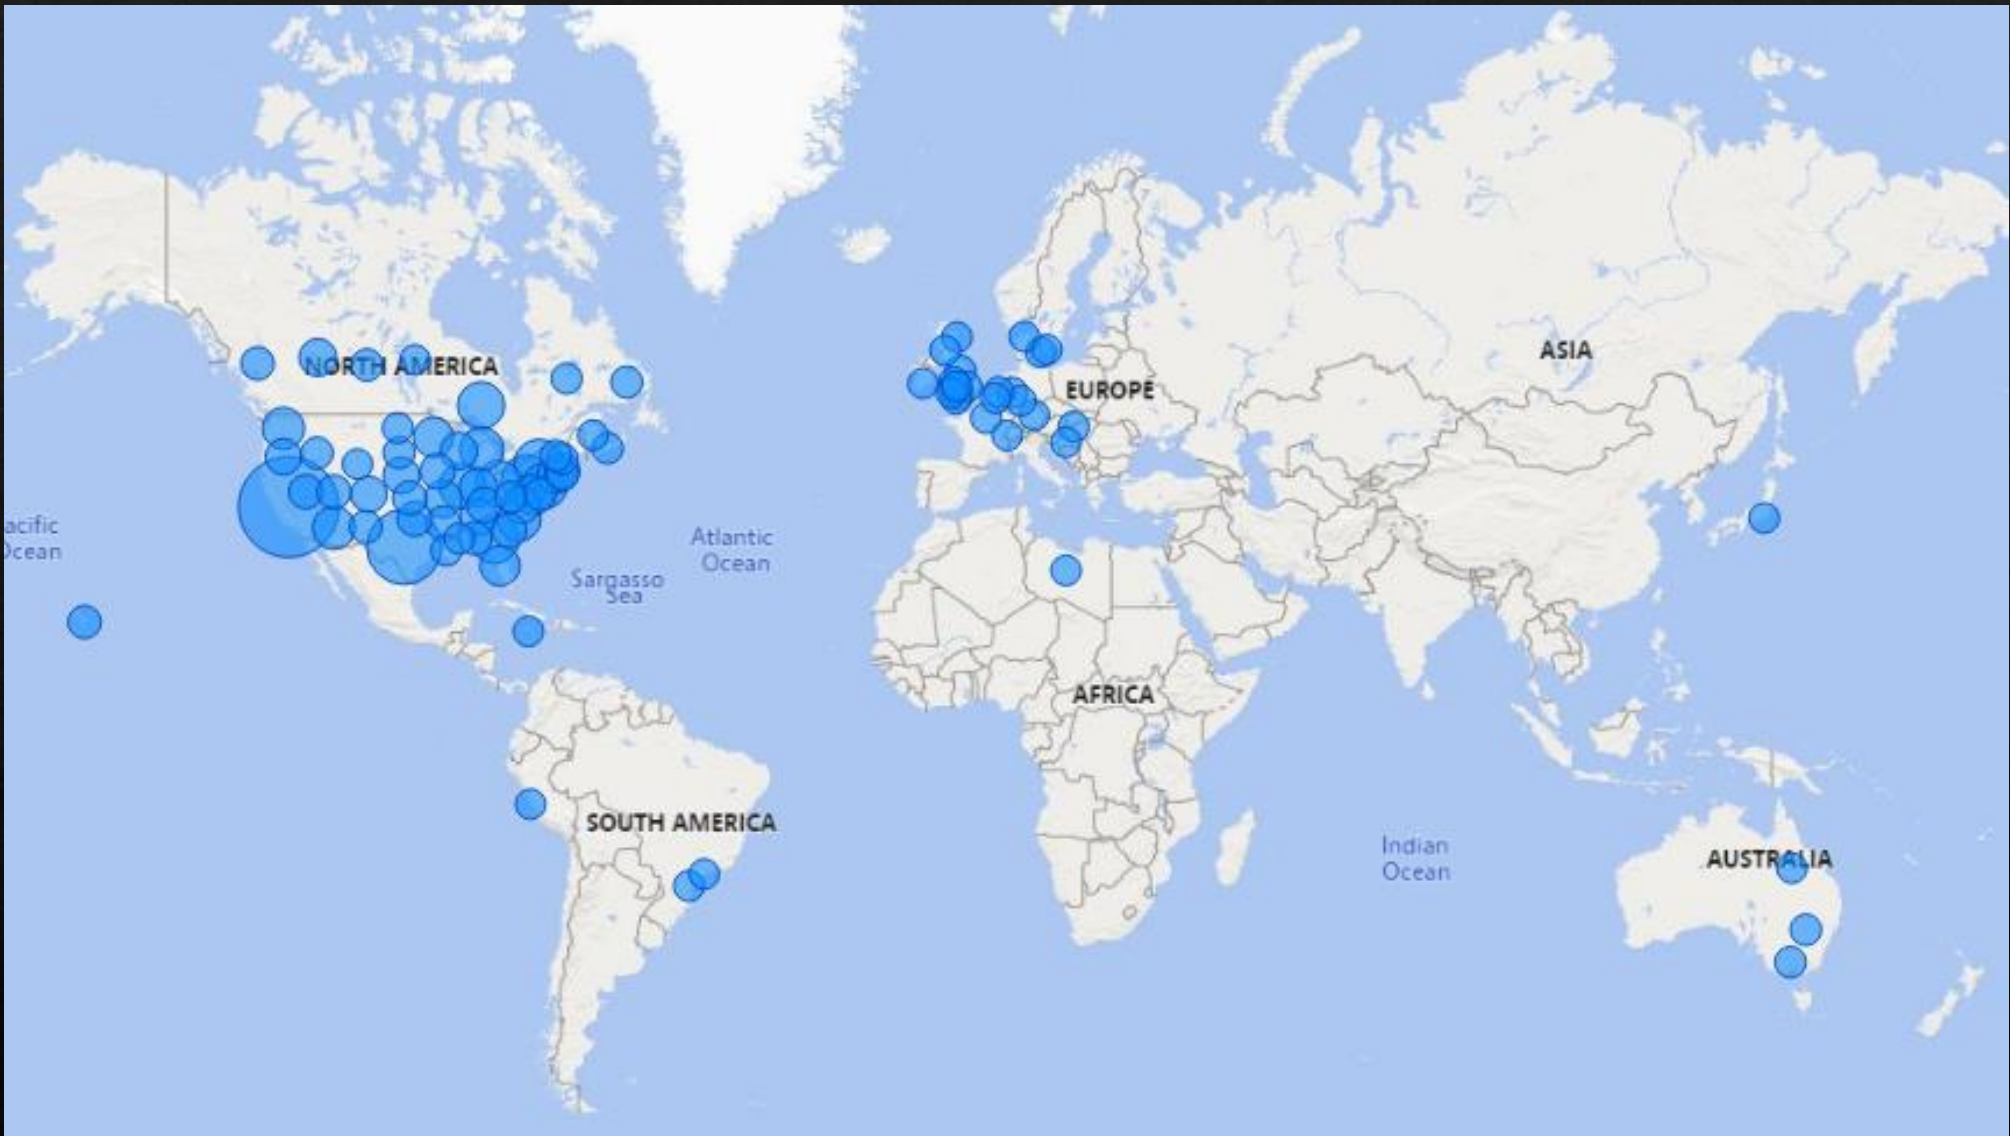 ASIA
NORTH AMERICA
EUROPE
acific
Ocean
Atlantic
Ocean
Sargasso
Sea
AFRICA
SOUTH AMERICA
Indian
Ocean
AUSTRALIA